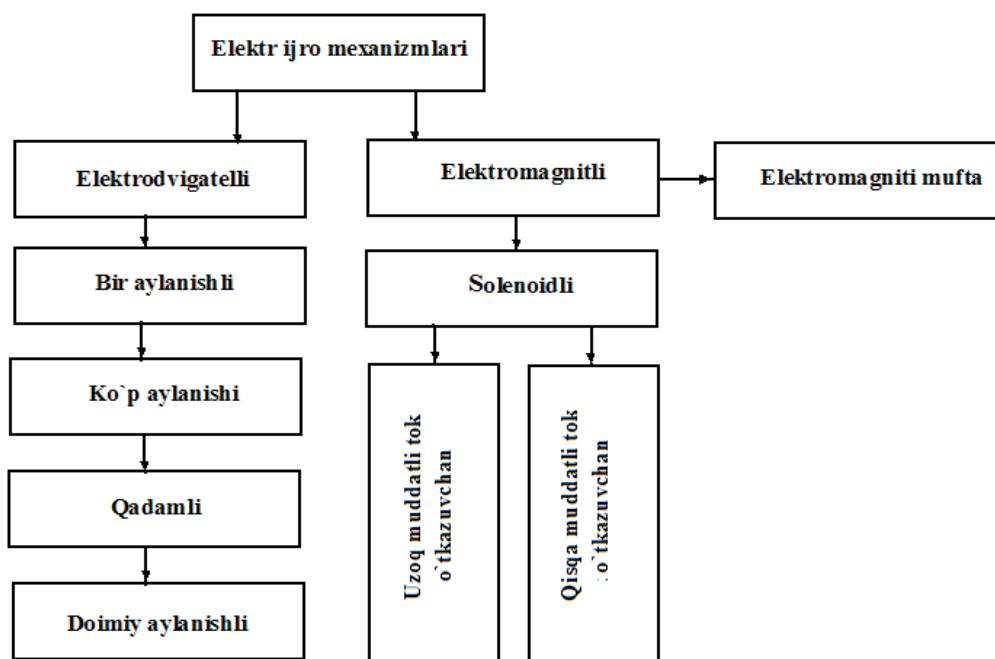 Elektr ijro mexanizmlari
Elektrodvigatelli
Elektromagnitli
Elektromagniti mufta
Bir aylanishli
Solenoidli
Ko`p aylanishi
Qadamli
Doimiy aylanishli
Uzoq muddatli tok
o`tkazuvchan
Qisqa muddatli tok
o`tkazuvchan